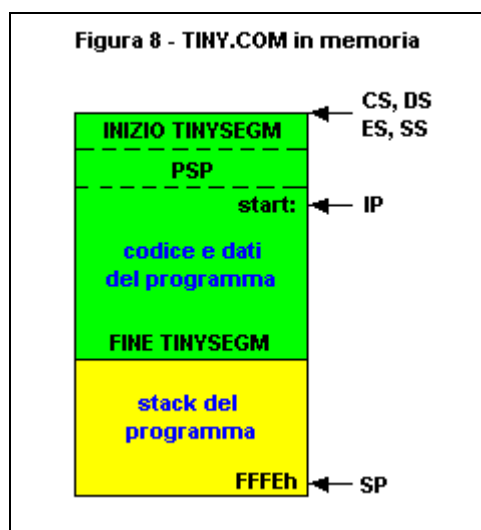 Figura 8 - TINY.COM in memoria
CS, DS
ES, SS
INIZIO TINYSEGM
PSP
start:
IP
codice e dati
del programma
FINE TINYSEGM
stack del
programma
FFFEh
SP